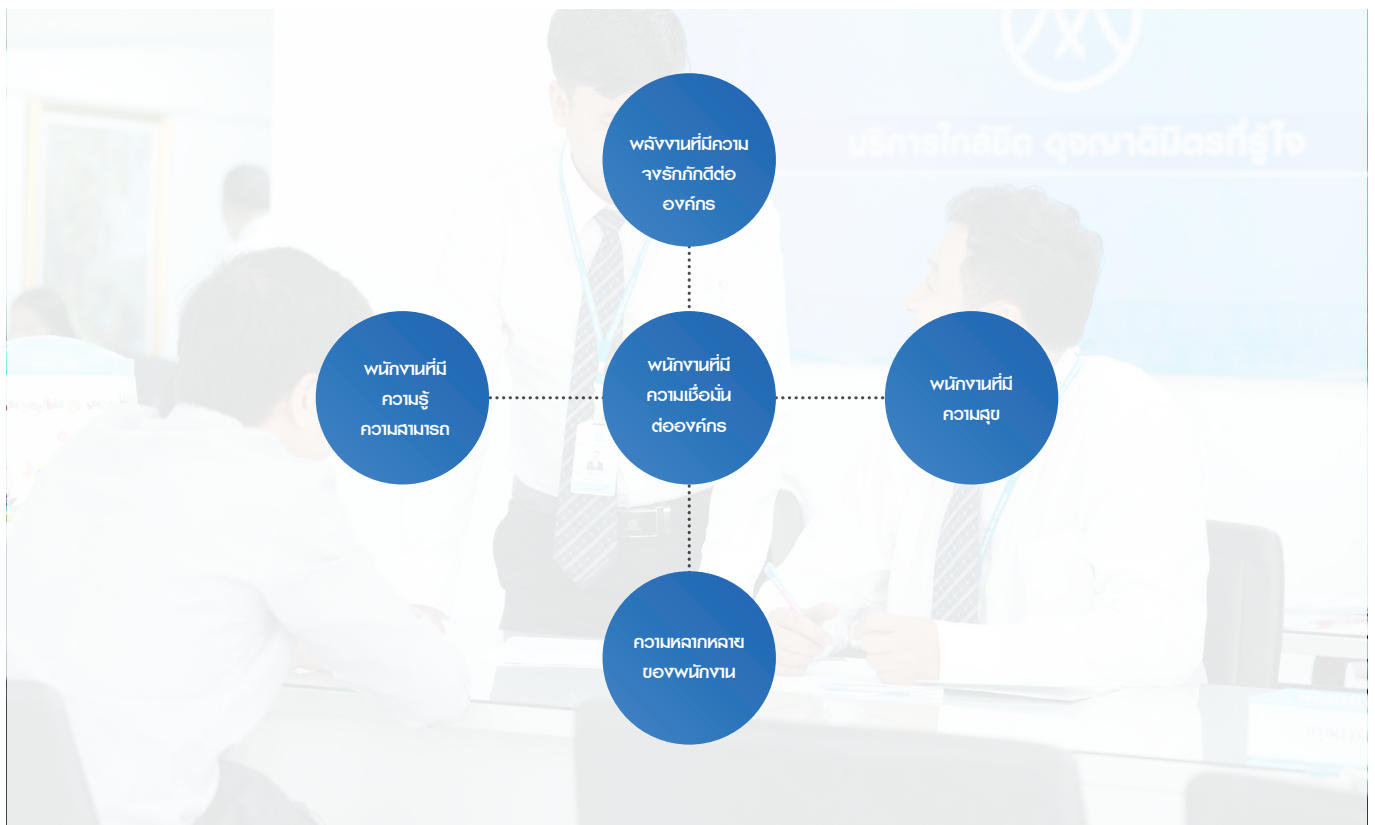 พลังงานที่มีความ
จงรักภักดีต่อ
องค์กร
บริการใกล้ชิด ดุจญาติมิตรที่รู้ใจ
พนักงานที่มี
ความรู้
ความสามารถ
พนักงานที่มี
ความเชื่อมั่น
ต่อองค์กร
พนักงานที่มี
ความสุข
ความหลากหลาย
ของพนักงาน